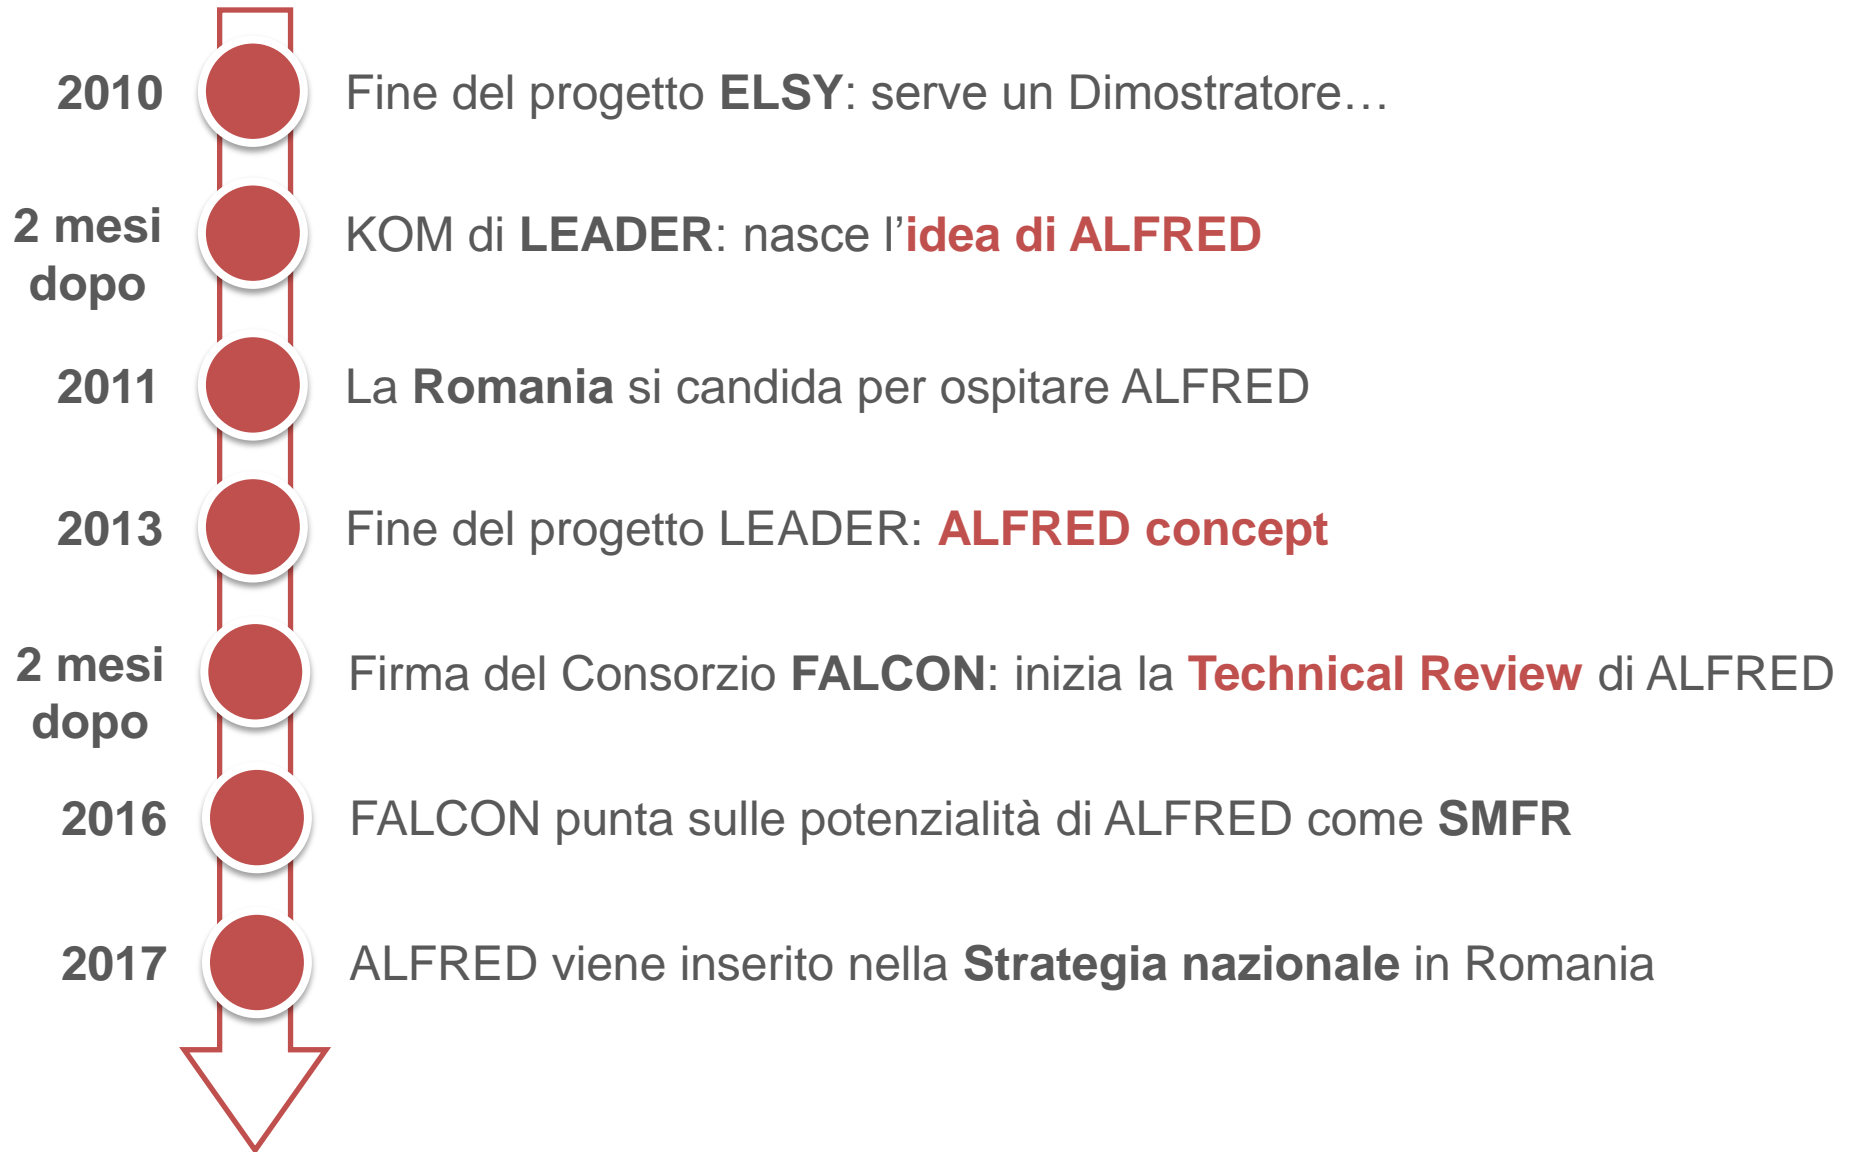 2010
Fine del progetto ELSY: serve un Dimostratore…
2 mesi
dopo
KOM di LEADER: nasce l’idea di ALFRED
2011
La Romania si candida per ospitare ALFRED
2013
Fine del progetto LEADER: ALFRED concept
2 mesi
dopo
Firma del Consorzio FALCON: inizia la Technical Review di ALFRED
2016
FALCON punta sulle potenzialità di ALFRED come SMFR
2017
ALFRED viene inserito nella Strategia nazionale in Romania